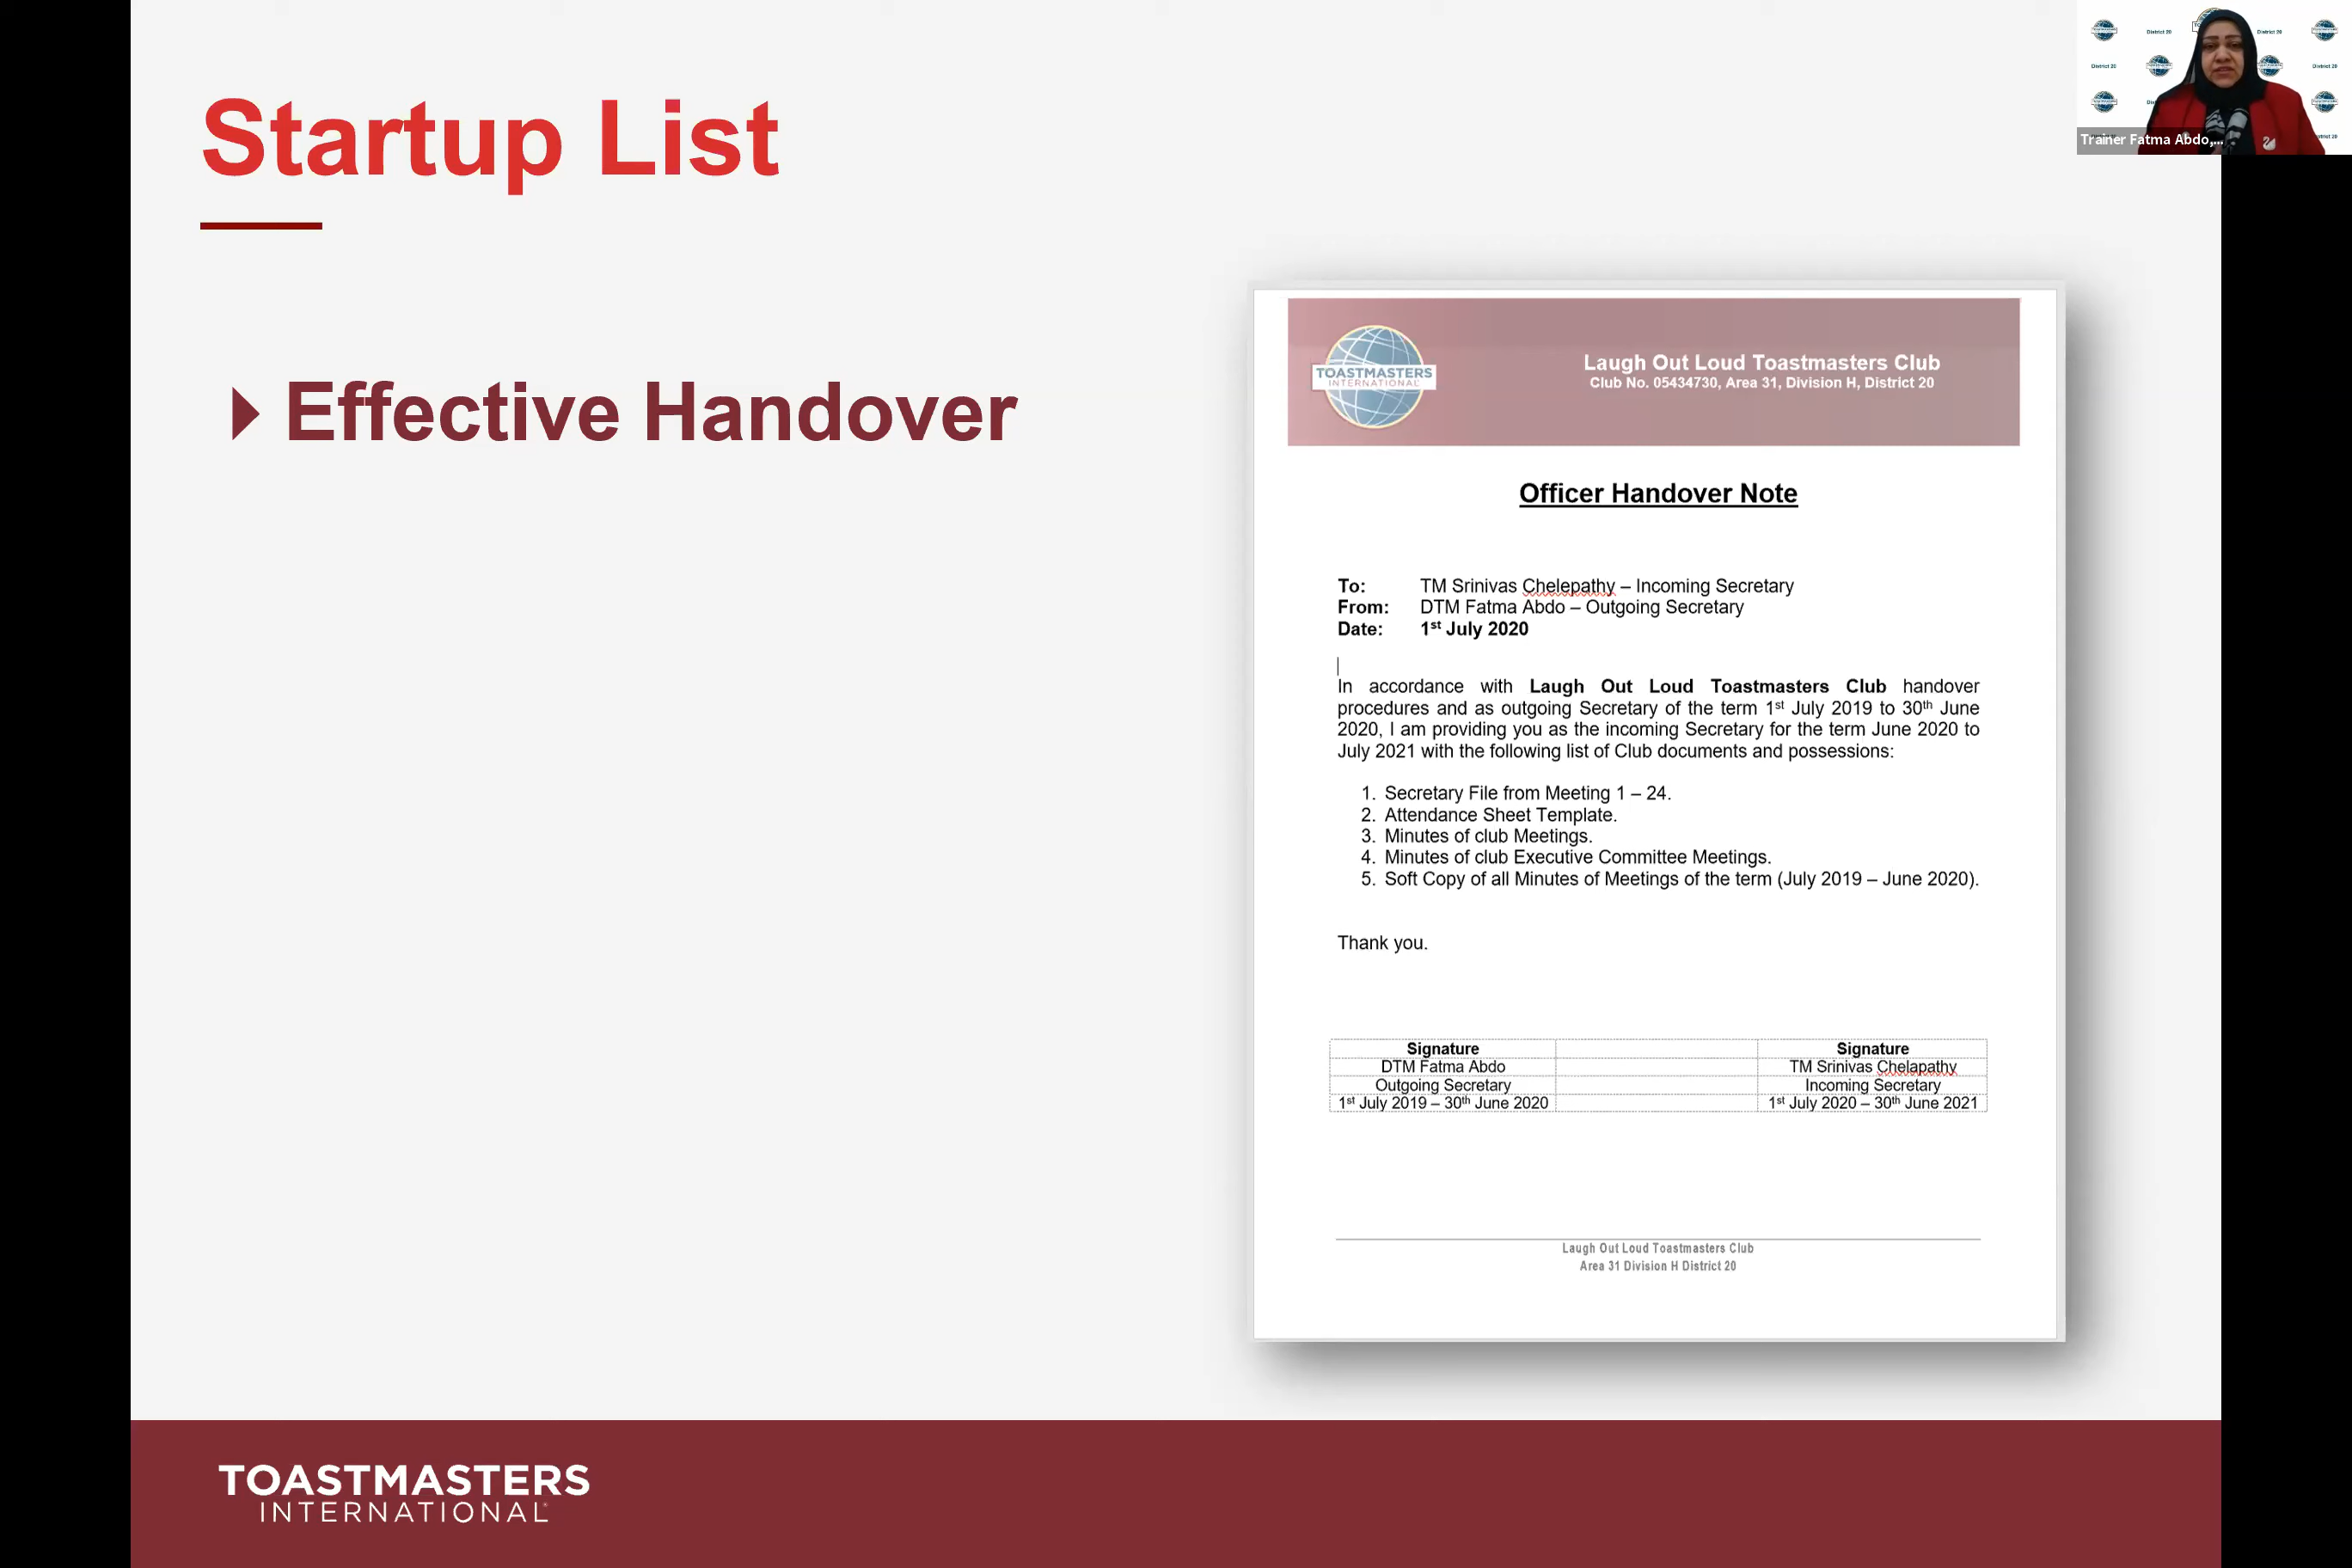 Startup List
Effective Handover
TOASTMASTERS
INTERNATIONAL
Laugh Out Loud Toastmasters Club
Club No. 05434730, Area 31, Division H, District 20
Officer Handover Note
To: TM Srinivas Chelepathy – Incoming Secretary
From: DTM Fatma Abdo – Outgoing Secretary
Date: 1st July 2020
In accordance with Laugh Out Loud Toastmasters Club handover
procedures and as outgoing Secretary of the term 1st July 2019 to 30th June
2020, I am providing you as the incoming Secretary for the term June 2020 to
July 2021 with the following list of Club documents and possessions:
1. Secretary File from Meeting 1 – 24.
2. Attendance Sheet Template.
3. Minutes of club Meetings.
4. Minutes of club Executive Committee Meetings.
5. Soft Copy of all Minutes of Meetings of the term (July 2019 – June 2020).
Thank you.
Signature Signature
DTM Fatma Abdo TM Srinivas Chelapathy
Outgoing Secretary Incoming Secretary
1st July 2019 – 30th June 2020 1st July 2020 – 30th June 2021
Laugh Out Loud Toastmasters Club
Area 31 Division H District 20
TOASTMASTERS
INTERNATIONAL
District 20 District 20
District 20 District 20
Trainer Fatma Abdo,...